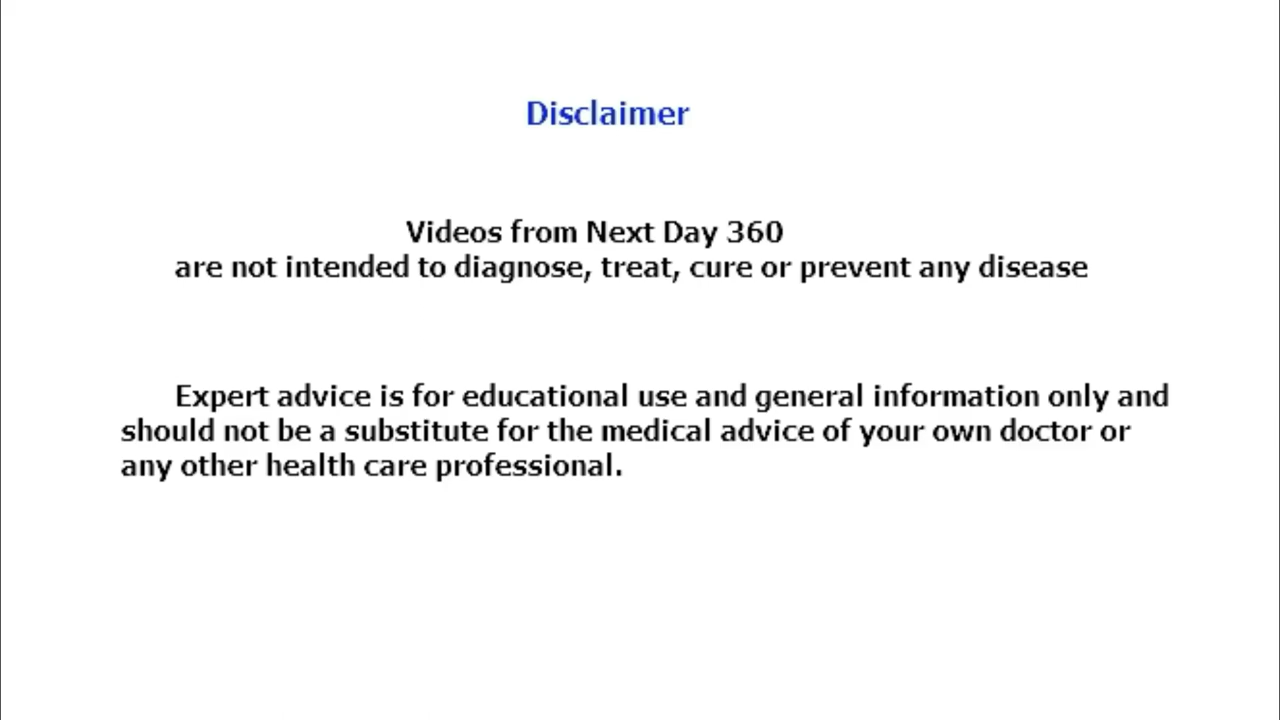 Disclaimer
Videos from Next Day 360
are not intended to diagnose, treat, cure or prevent any disease
Expert advice is for educational use and general information only and
should not be a substitute for the medical advice of your own doctor or
any other health care professional.